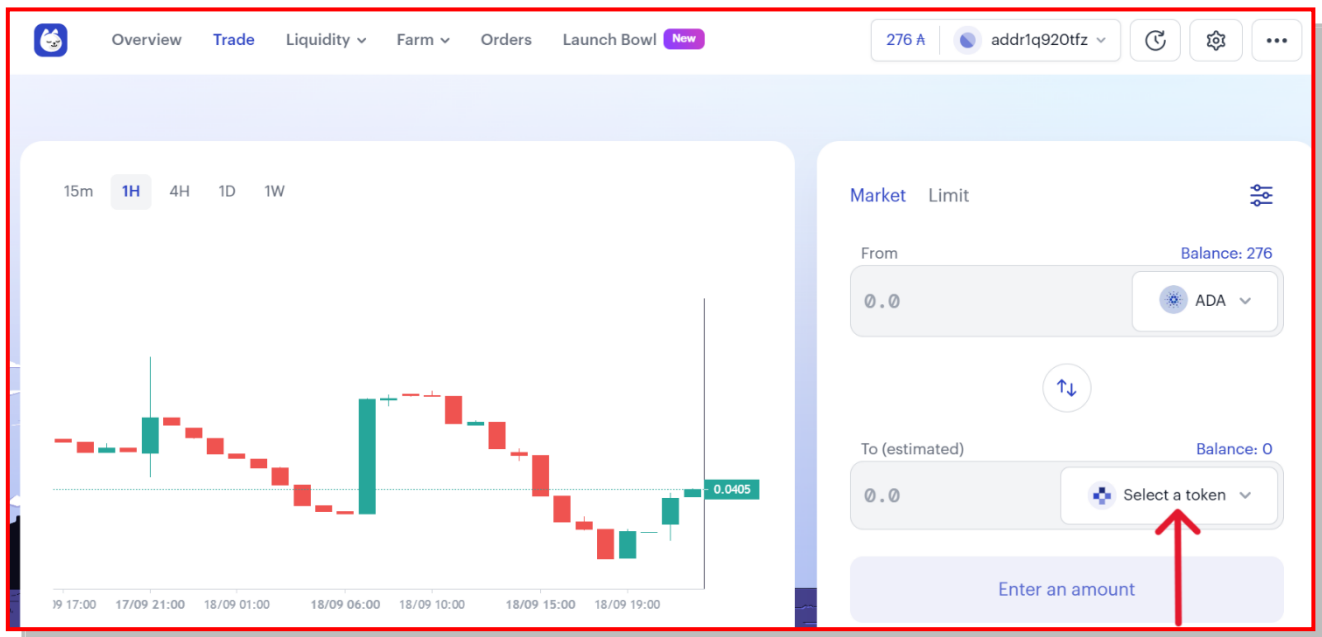 Overview Trade Liquidity Farm Orders Launch Bowl New 276 ₳ addr1q920tfz
15m 1H 4H 1D 1W
Market Limit
From Balance: 276
0.0 ADA
To (estimated) Balance: 0
0.0 Select a token
0.0405
Enter an amount
17:00 17/09 21:00 18/09 01:00 18/09 06:00 18/09 10:00 18/09 15:00 18/09 19:00